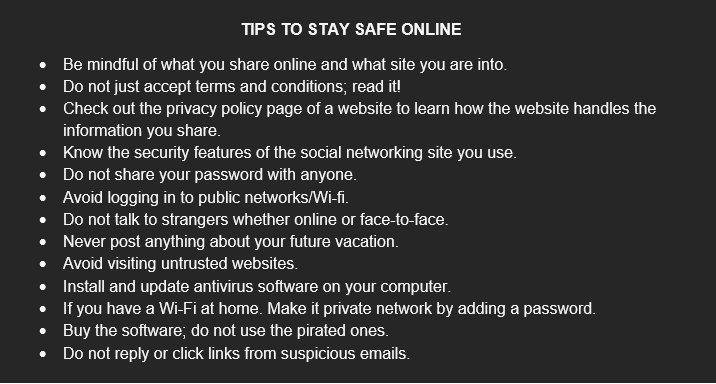 TIPS TO STAY SAFE ONLINE
• Be mindful of what you share online and what site you are into.
• Do not just accept terms and conditions; read it!
• Check out the privacy policy page of a website to learn how the website handles the
information you share.
• Know the security features of the social networking site you use.
• Do not share your password with anyone.
• Avoid logging in to public networks/Wi-fi.
• Do not talk to strangers whether online or face-to-face.
• Never post anything about your future vacation.
• Avoid visiting untrusted websites.
• Install and update antivirus software on your computer.
• If you have a Wi-Fi at home. Make it private network by adding a password.
• Buy the software; do not use the pirated ones.
• Do not reply or click links from suspicious emails.